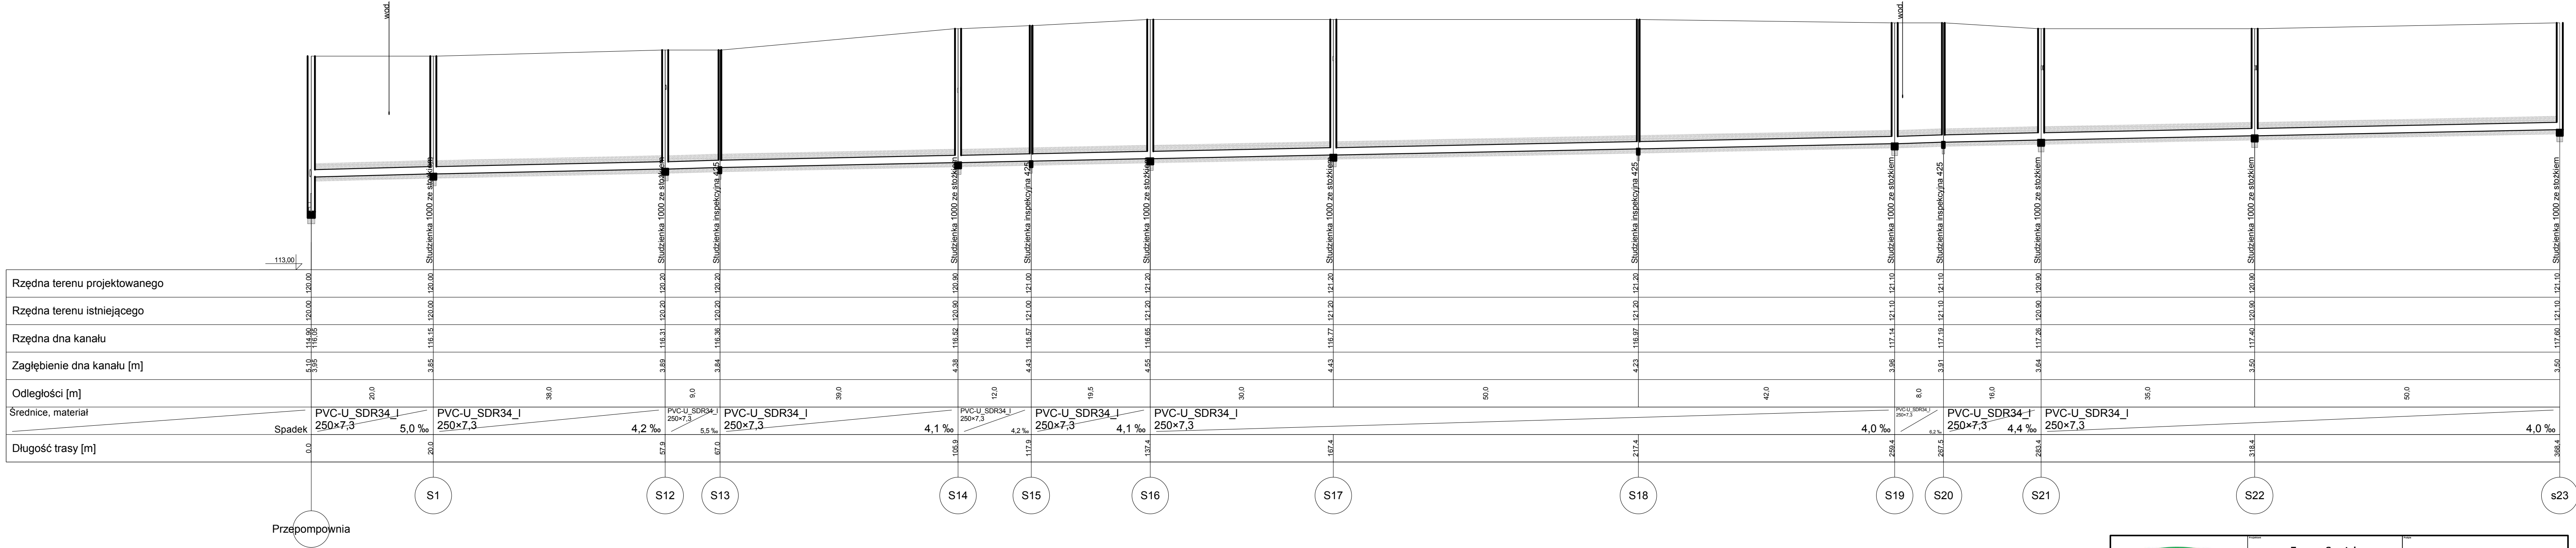 wod.
wod.
Studzienka 1000 ze stożkiem
Studzienka 1000 ze stożkiem
Studzienka inspekcyjna 425
Studzienka 1000 ze stożkiem
Studzienka inspekcyjna 425
Studzienka 1000 ze stożkiem
Studzienka 1000 ze stożkiem
Studzienka inspekcyjna 425
Studzienka 1000 ze stożkiem
Studzienka inspekcyjna 425
Studzienka 1000 ze stożkiem
Studzienka 1000 ze stożkiem
Studzienka 1000 ze stożkiem
113,00
Rzędna terenu projektowanego 120.00 120.00 120.20 120.20 120.90 121.00 121.20 121.20 121.20 121.10 121.10 120.90 120.90 121.10
Rzędna terenu istniejącego 120.00 120.00 120.20 120.20 120.90 121.00 121.20 121.20 121.20 121.10 121.10 120.90 120.90 121.10
Rzędna dna kanału 114.90 116.05 116.15 116.31 116.36 116.52 116.57 116.65 116.77 116.97 117.14 117.19 117.26 117.40 117.60
Zagłębienie dna kanału [m] 5.10 3.95 3.85 3.89 3.84 4.38 4.43 4.55 4.43 4.23 3.96 3.91 3.64 3.50 3.50
Odległości [m] 20,0 38,0 9,0 39,0 12,0 19,5 30,0 50,0 42,0 8,0 16,0 35,0 50,0
Średnice, materiał PVC-U_SDR34_l PVC-U_SDR34_l PVC-U_SDR34_l PVC-U_SDR34_l PVC-U_SDR34_l PVC-U_SDR34_l PVC-U_SDR34_l PVC-U_SDR34_l PVC-U_SDR34_l PVC-U_SDR34_l
250×7,3 250×7,3 250×7,3 250×7,3 250×7,3 250×7,3 250×7,3 250×7,3 250×7,3 250×7,3
Spadek 5,0 ‰ 4,2 ‰ 5,5 ‰ 4,1 ‰ 4,2 ‰ 4,1 ‰ 4,0 ‰ 6,2 ‰ 4,4 ‰ 4,0 ‰
Długość trasy [m] 0.0 20.0 57.9 67.0 105.9 117.9 137.4 167.4 217.4 259.4 267.5 283.4 318.4 368.4
S1 S12 S13 S14 S15 S16 S17 S18 S19 S20 S21 S22 s23
Przepompownia